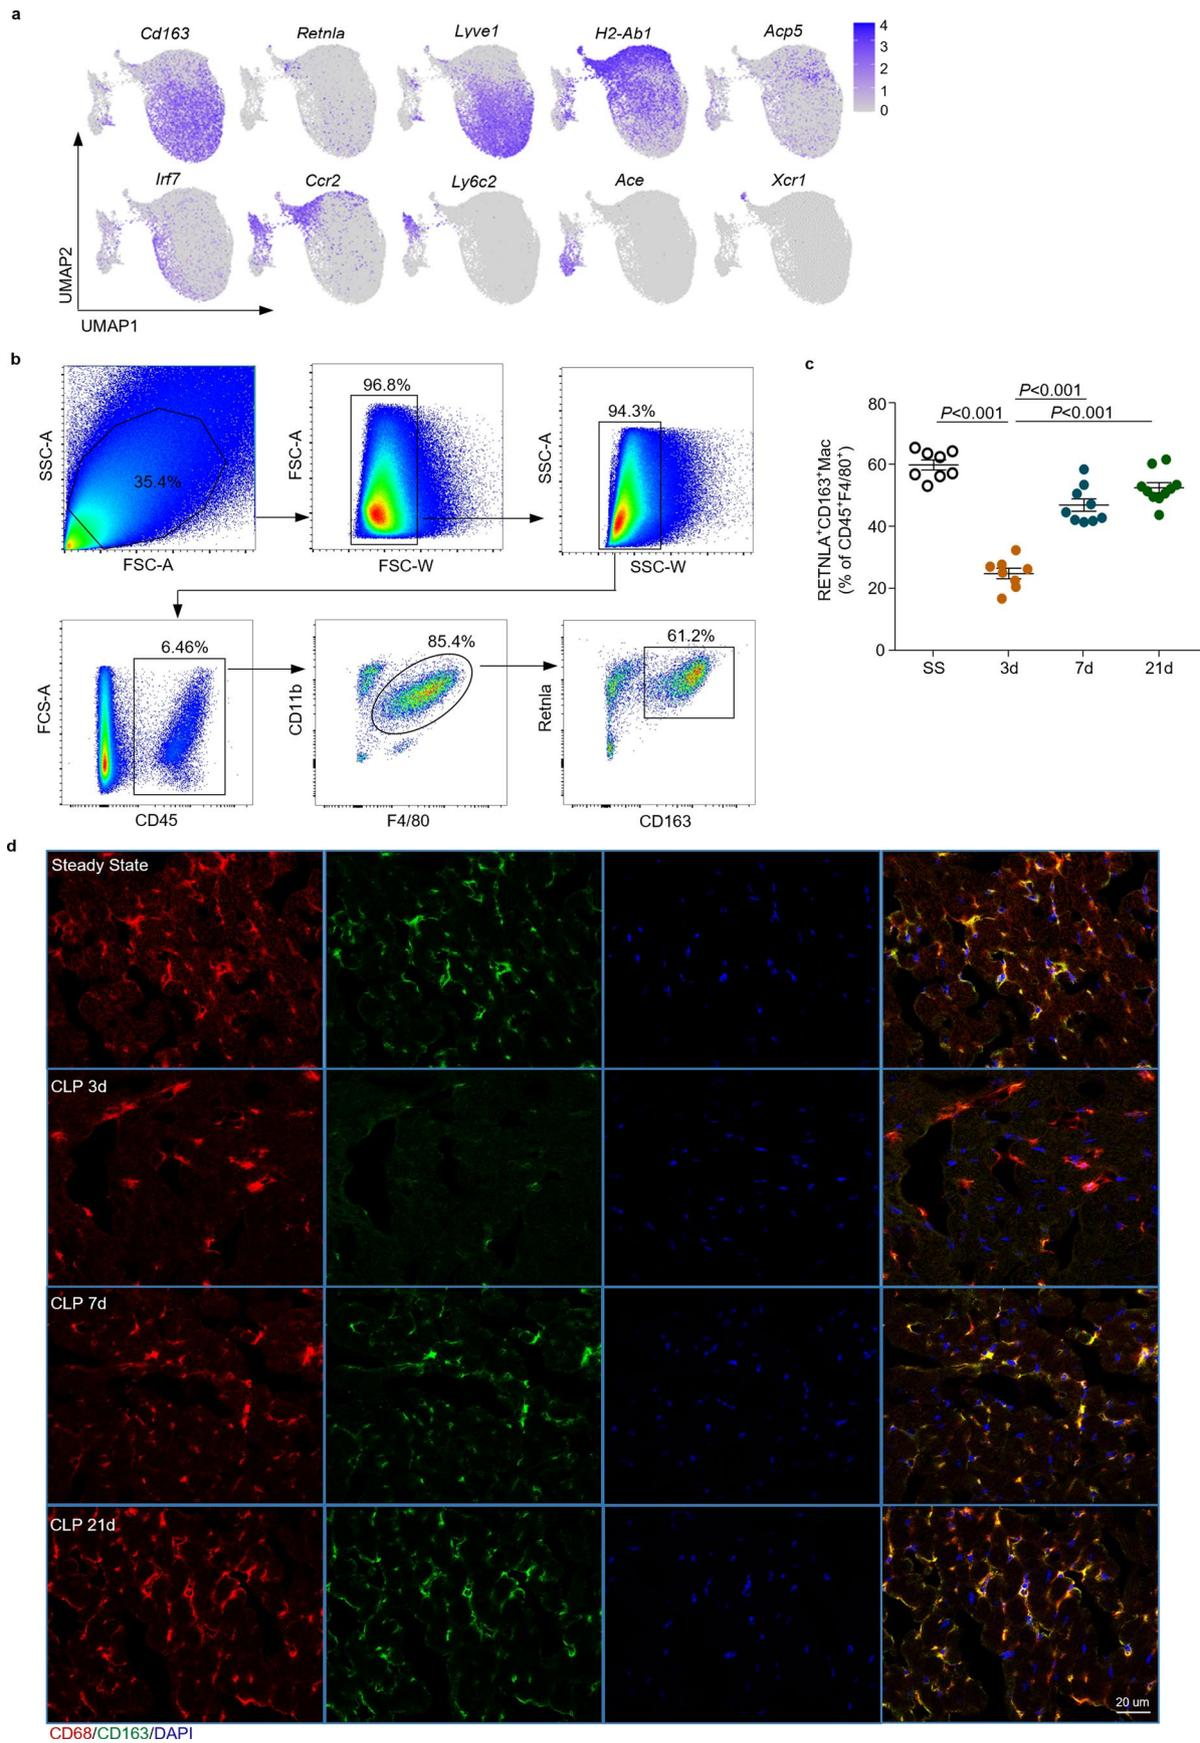 a
Cd163 Retnla Lyve1 H2-Ab1 Acp5
4
3
2
1
0
Irf7 Ccr2 Ly6c2 Ace Xcr1
UMAP2
UMAP1
b
SSC-A
35.4%
FSC-A
96.8%
FSC-A
FSC-W
94.3%
SSC-A
SSC-W
6.46%
FCS-A
CD45
85.4%
CD11b
F4/80
61.2%
Retnla
CD163
c
P<0.001
P<0.001 P<0.001
RETNLA⁺CD163⁺Mac
(% of CD45⁺F4/80⁺)
80
60
40
20
0
SS 3d 7d 21d
d
Steady State
CLP 3d
CLP 7d
CLP 21d
20 um
CD68/CD163/DAPI